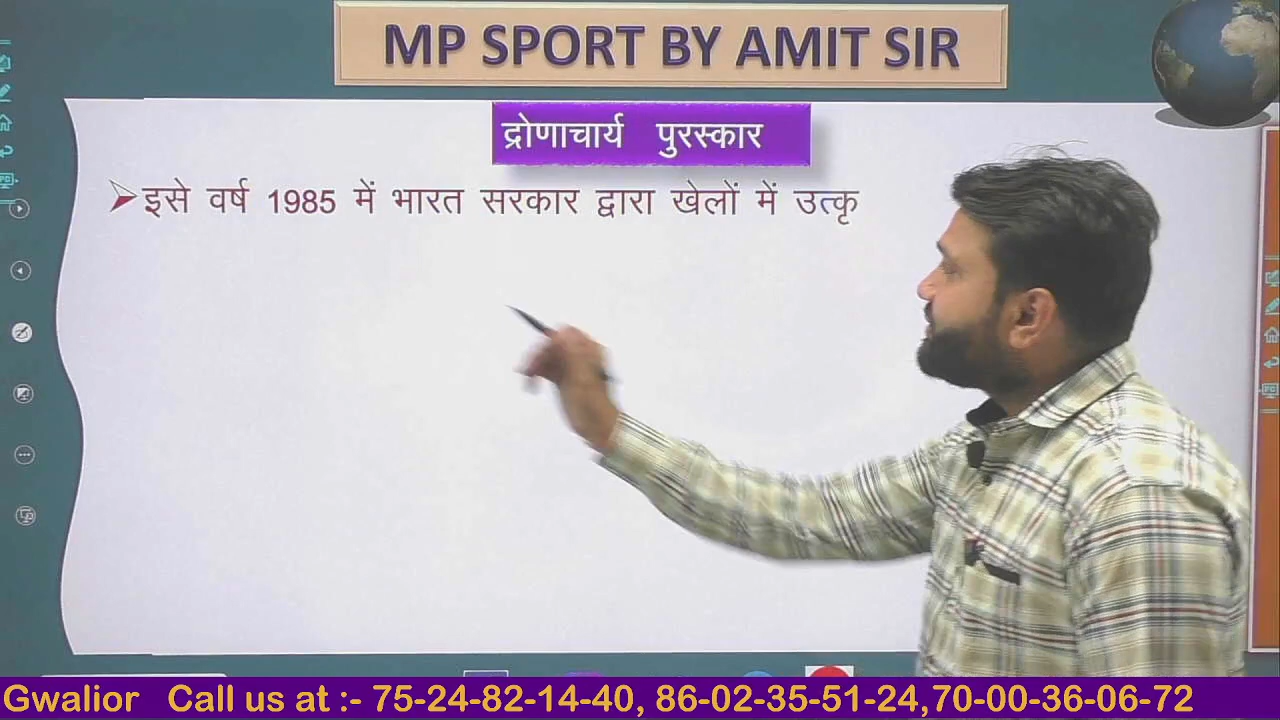 MP SPORT BY AMIT SIR
द्रोणाचार्य पुरस्कार
इसे वर्ष 1985 में भारत सरकार द्वारा खेलों में उत्कृ
Gwalior Call us at :- 75-24-82-14-40, 86-02-35-51-24,70-00-36-06-72